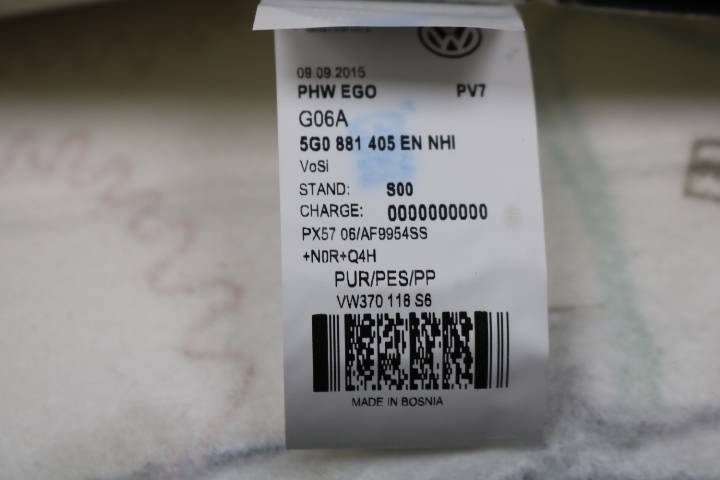 09.09.2015
PHW EGO PV7
G06A
5G0 881 405 EN NHI
VoSi
STAND: S00
CHARGE: 0000000000
PX57 06/AF9954SS
+N0R+Q4H
PUR/PES/PP
VW370 116 S6
MADE IN BOSNIA